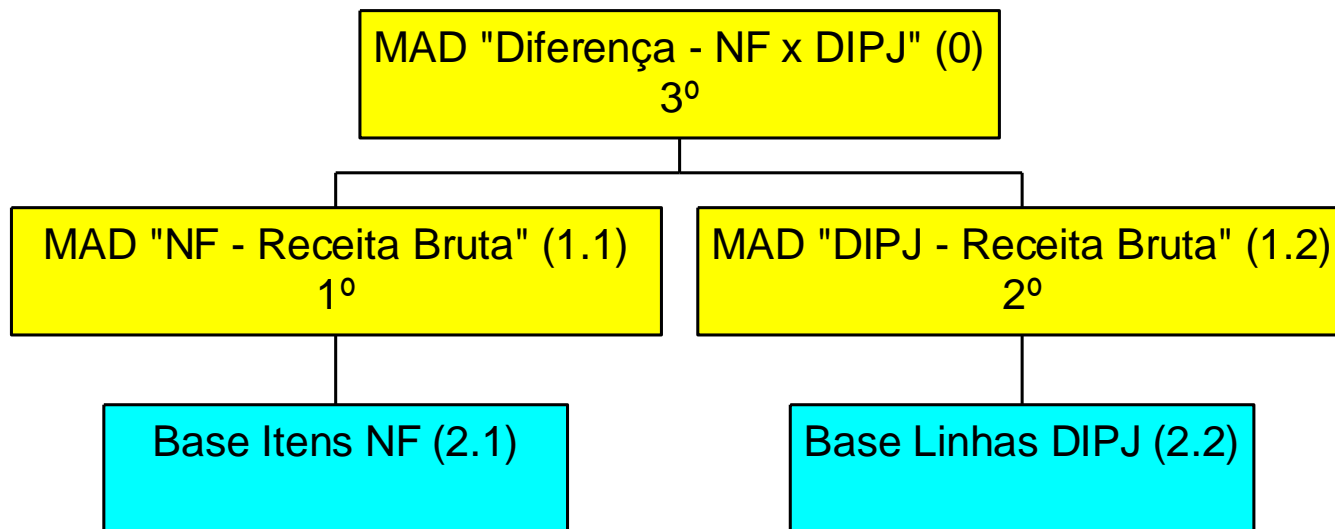 MAD "Diferença - NF x DIPJ" (0)
3º
MAD "NF - Receita Bruta" (1.1)
1º
MAD "DIPJ - Receita Bruta" (1.2)
2º
Base Itens NF (2.1)
Base Linhas DIPJ (2.2)